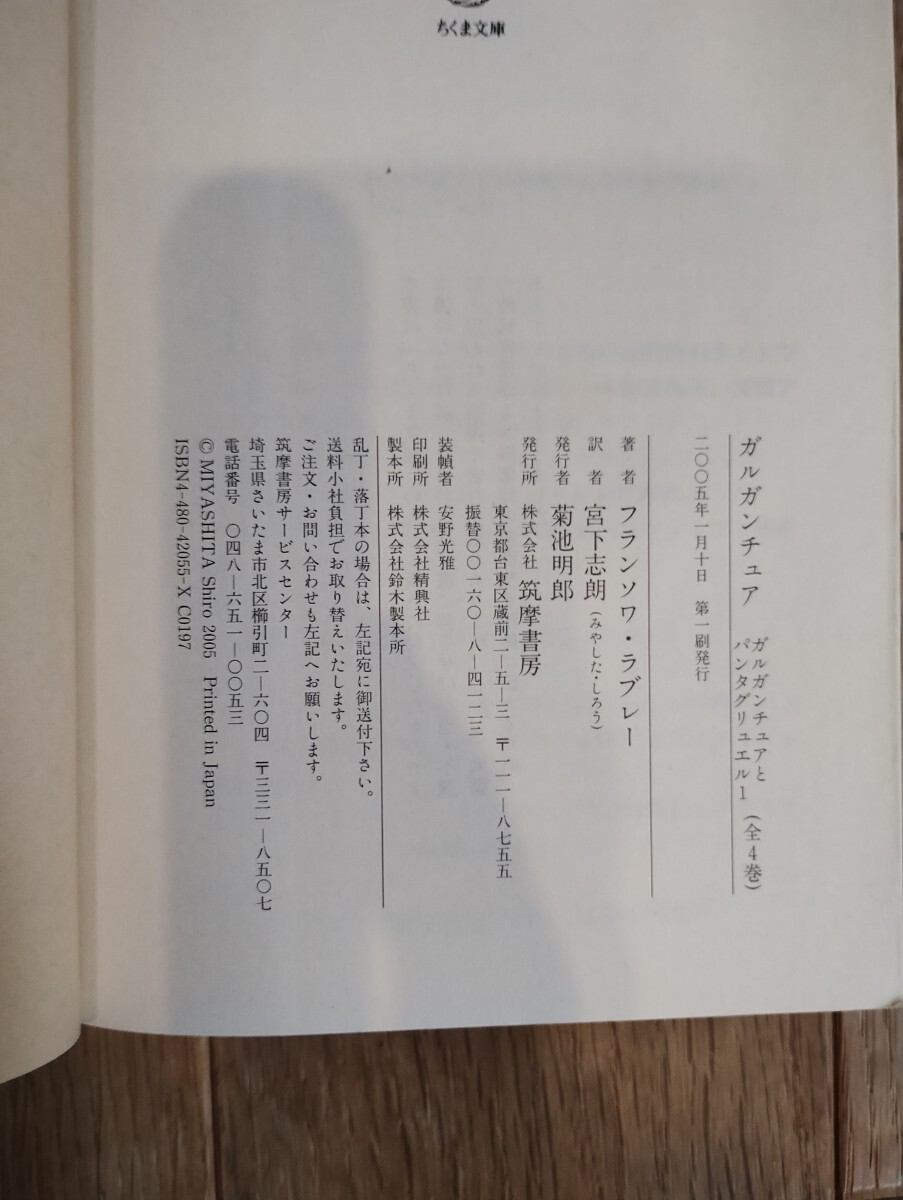 ちくま文庫
ガルガンチュア ガルガンチュアとパンタグリュエル1(全4巻)
二〇〇五年一月十日 第一刷発行
著者 フランソワ・ラブレー
訳者 宮下志朗(みやした・しろう)
発行者 菊池明郎
発行所 株式会社 筑摩書房
東京都台東区蔵前二―五―三 〒一一一―八七五五
振替〇〇一六〇―八―四一二三
装幀者 安野光雅
印刷所 株式会社精興社
製本所 株式会社鈴木製本所
乱丁・落丁本の場合は、左記宛に御送付下さい。
送料小社負担でお取り替えいたします。
ご注文・お問い合わせも左記へお願いします。
筑摩書房サービスセンター
埼玉県さいたま市北区櫛引町二―六〇四 〒三三一―八五〇七
電話番号 〇四八―六五一―〇〇五三
© MIYASHITA Shiro 2005 Printed in Japan
ISBN4-480-42055-X C0197